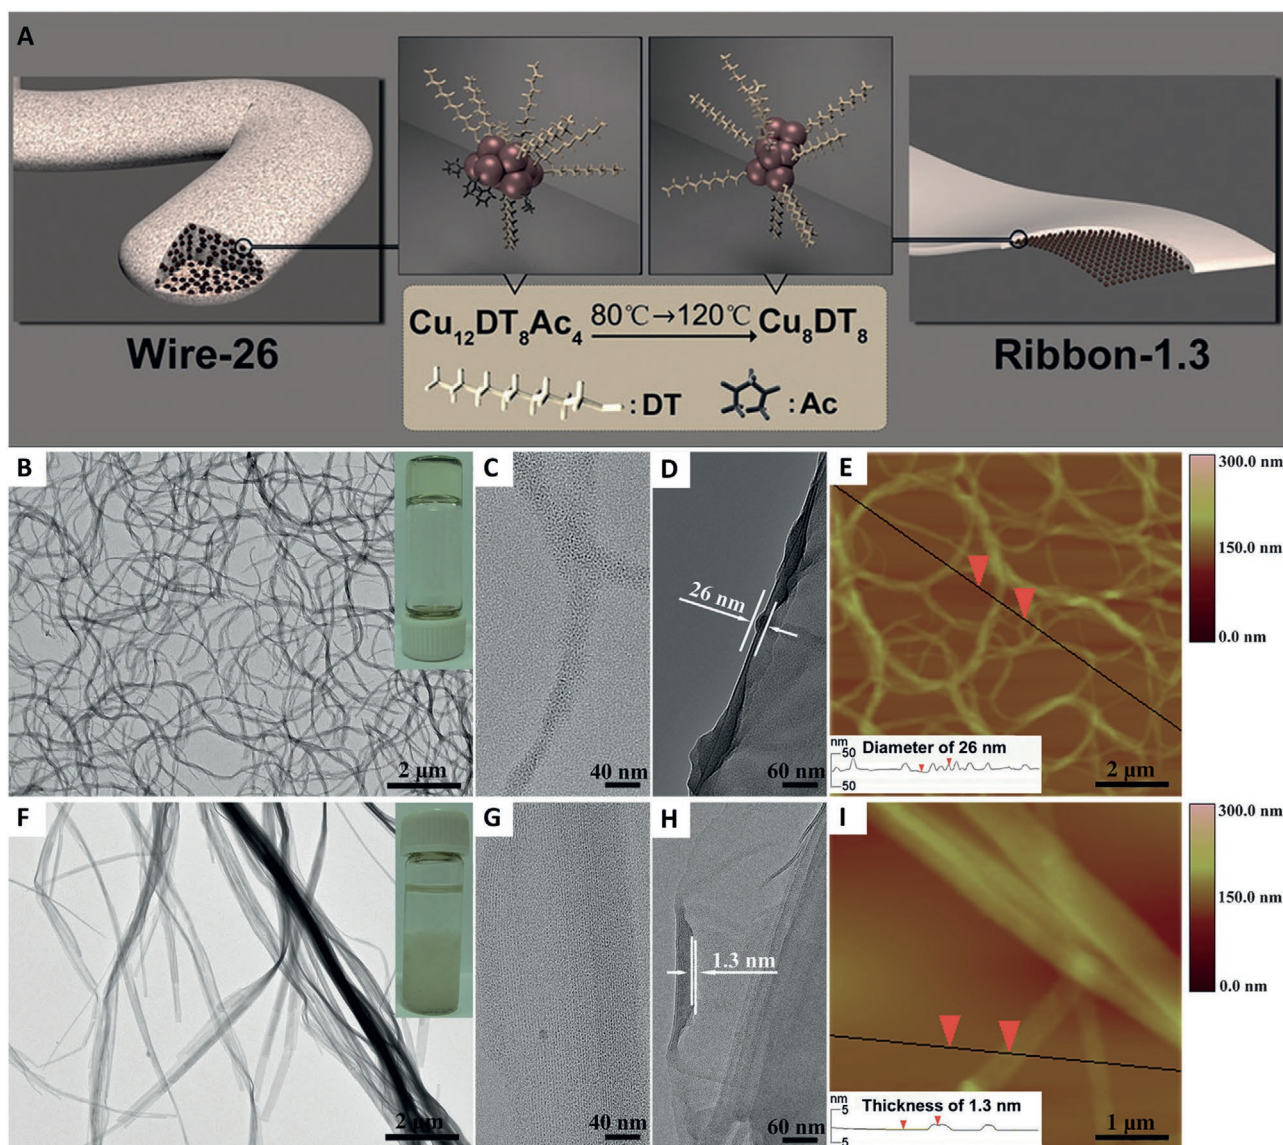 A
Cu12DT8Ac4 80℃→120℃ Cu8DT8
:DT :Ac
Wire-26
Ribbon-1.3
B
2 μm
C
40 nm
D
26 nm
60 nm
E
Diameter of 26 nm
nm
50
50
2 μm
300.0 nm
150.0 nm
0.0 nm
F
2 μm
G
40 nm
H
1.3 nm
60 nm
I
Thickness of 1.3 nm
nm
5
5
1 μm
300.0 nm
150.0 nm
0.0 nm